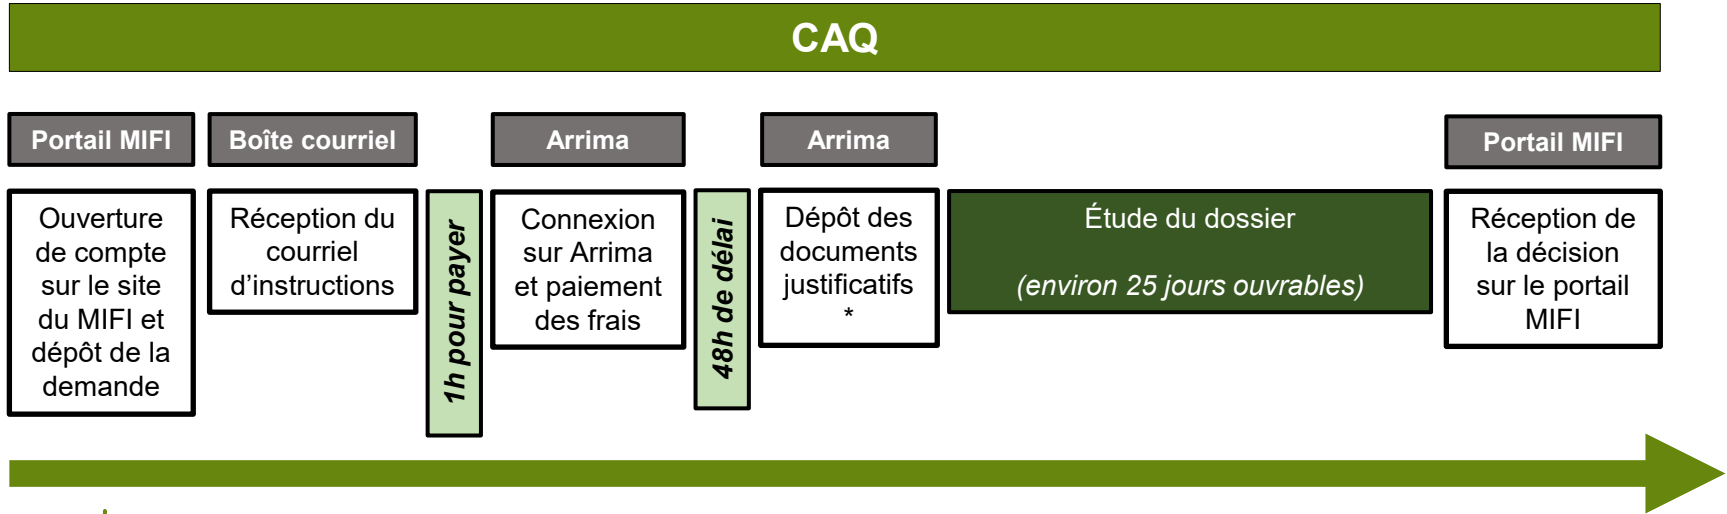 CAQ
Portail MIFI
Boîte courriel
Arrima
Arrima
Portail MIFI
Ouverture
de compte
sur le site
du MIFI et
dépôt de la
demande
Réception du
courriel
d'instructions
1h pour payer
Connexion
sur Arrima
et paiement
des frais
48h de délai
Dépôt des
documents
justificatifs
*
Étude du dossier
(environ 25 jours ouvrables)
Réception de
la décision
sur le portail
MIFI